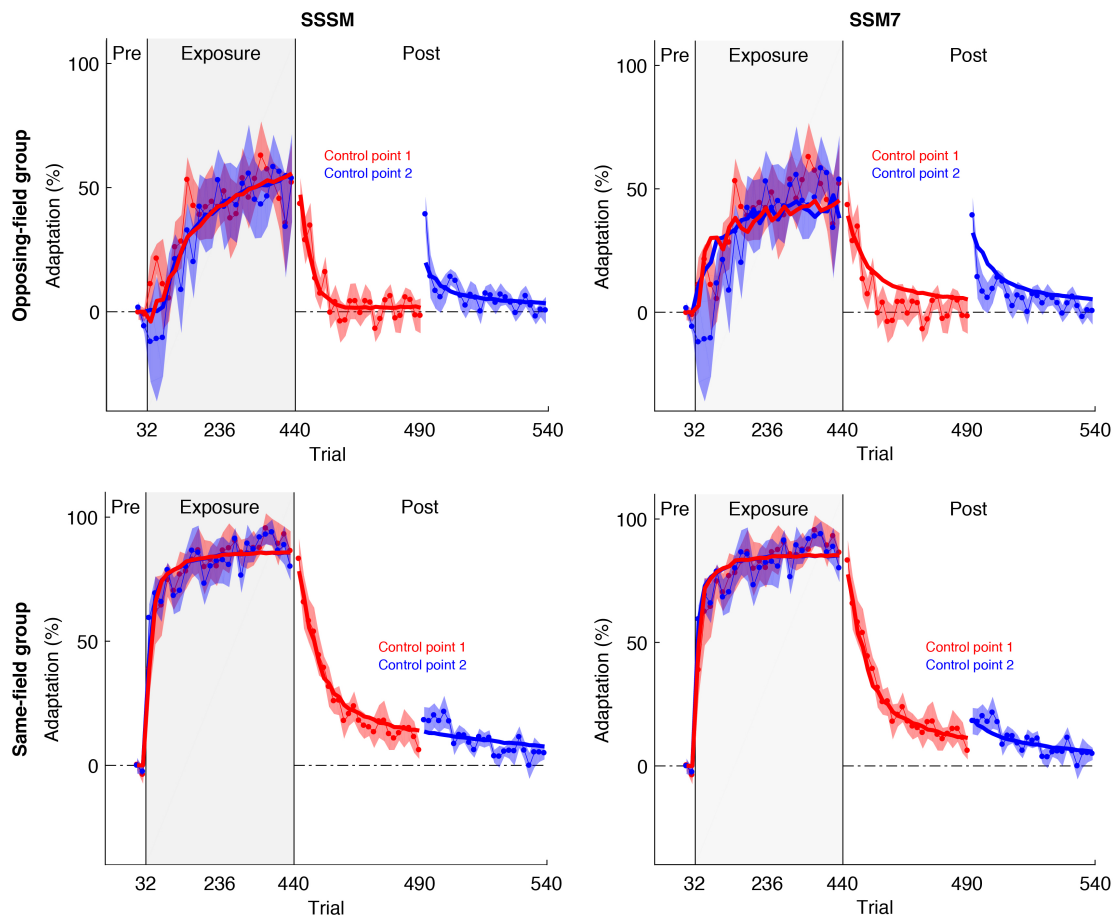 SSSM
SSM7
Opposing-field group
Adaptation (%)
100
50
0
Pre
Exposure
Post
Control point 1
Control point 2
32
236
440
490
540
Trial
Adaptation (%)
100
50
0
Pre
Exposure
Post
Control point 1
Control point 2
32
236
440
490
540
Trial
Same-field group
Adaptation (%)
100
50
0
Pre
Exposure
Post
Control point 1
Control point 2
32
236
440
490
540
Trial
Adaptation (%)
100
50
0
Pre
Exposure
Post
Control point 1
Control point 2
32
236
440
490
540
Trial